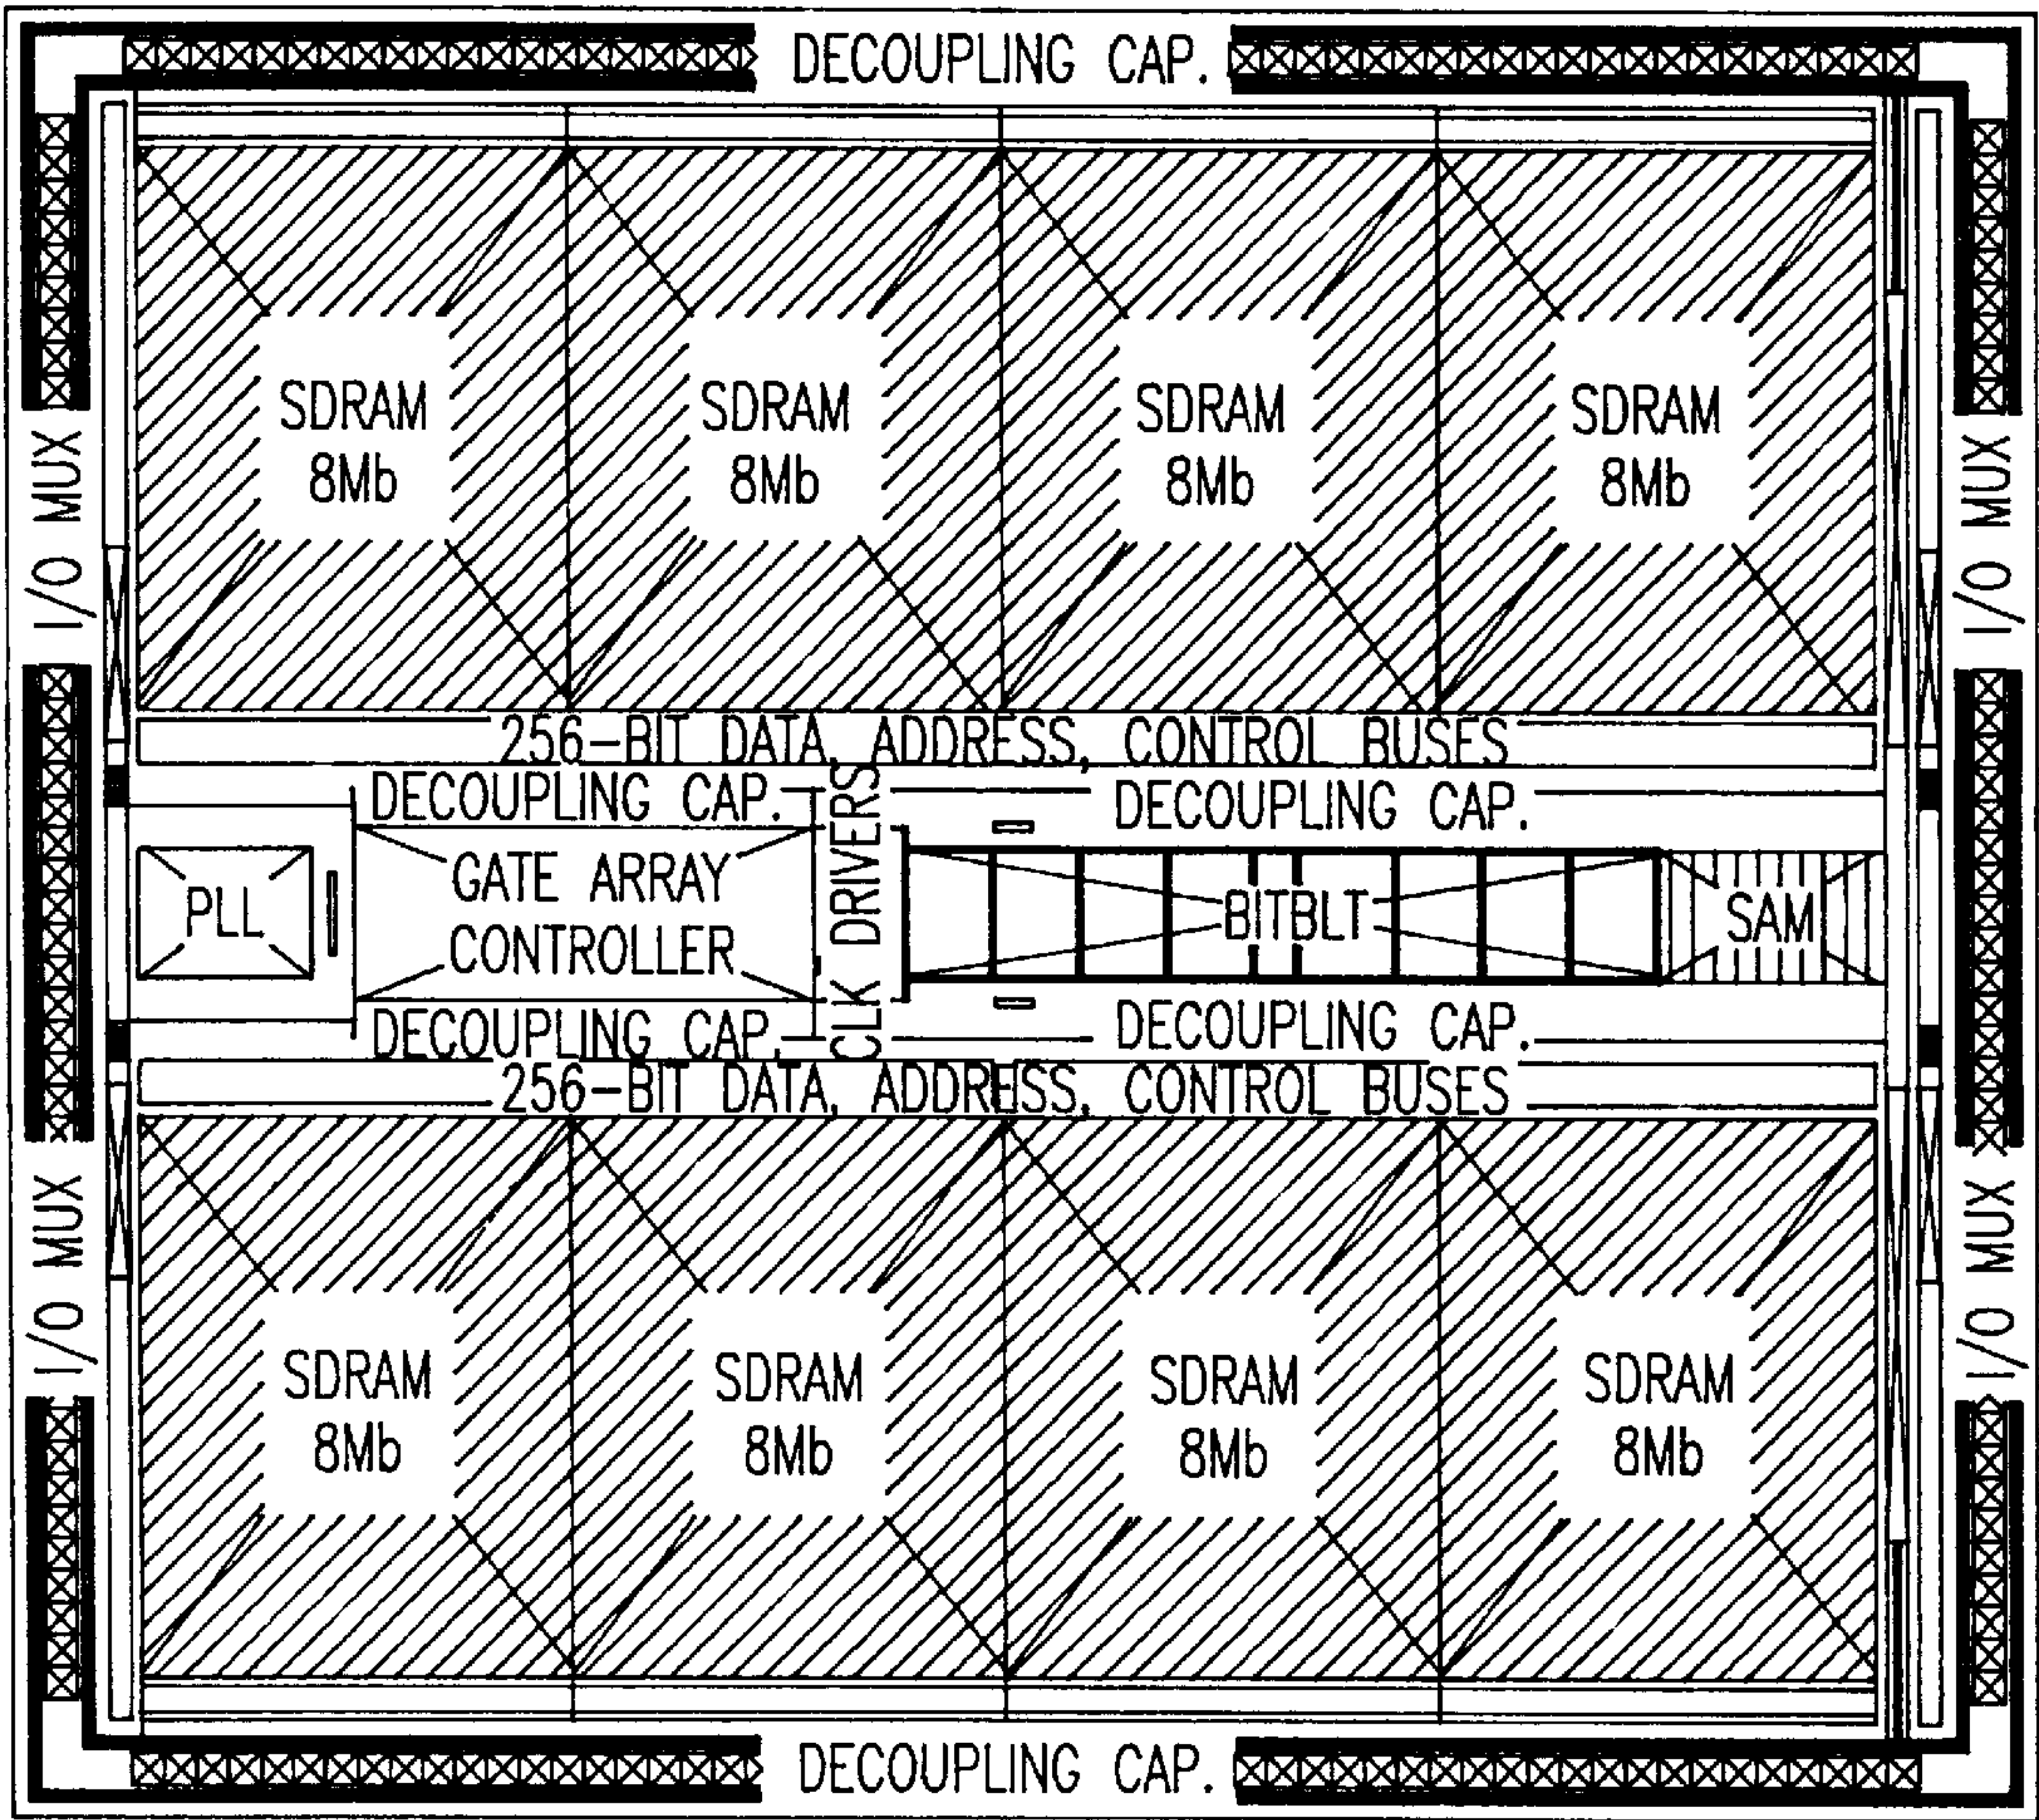 DECOUPLING CAP.
I/O MUX
I/O MUX
SDRAM
8Mb
SDRAM
8Mb
SDRAM
8Mb
SDRAM
8Mb
256-BIT DATA, ADDRESS, CONTROL BUSES
DECOUPLING CAP.
DECOUPLING CAP.
PLL
GATE ARRAY
CONTROLLER
CLK DRIVERS
BITBLT
SAM
DECOUPLING CAP.
DECOUPLING CAP.
256-BIT DATA, ADDRESS, CONTROL BUSES
I/O MUX
I/O MUX
SDRAM
8Mb
SDRAM
8Mb
SDRAM
8Mb
SDRAM
8Mb
DECOUPLING CAP.